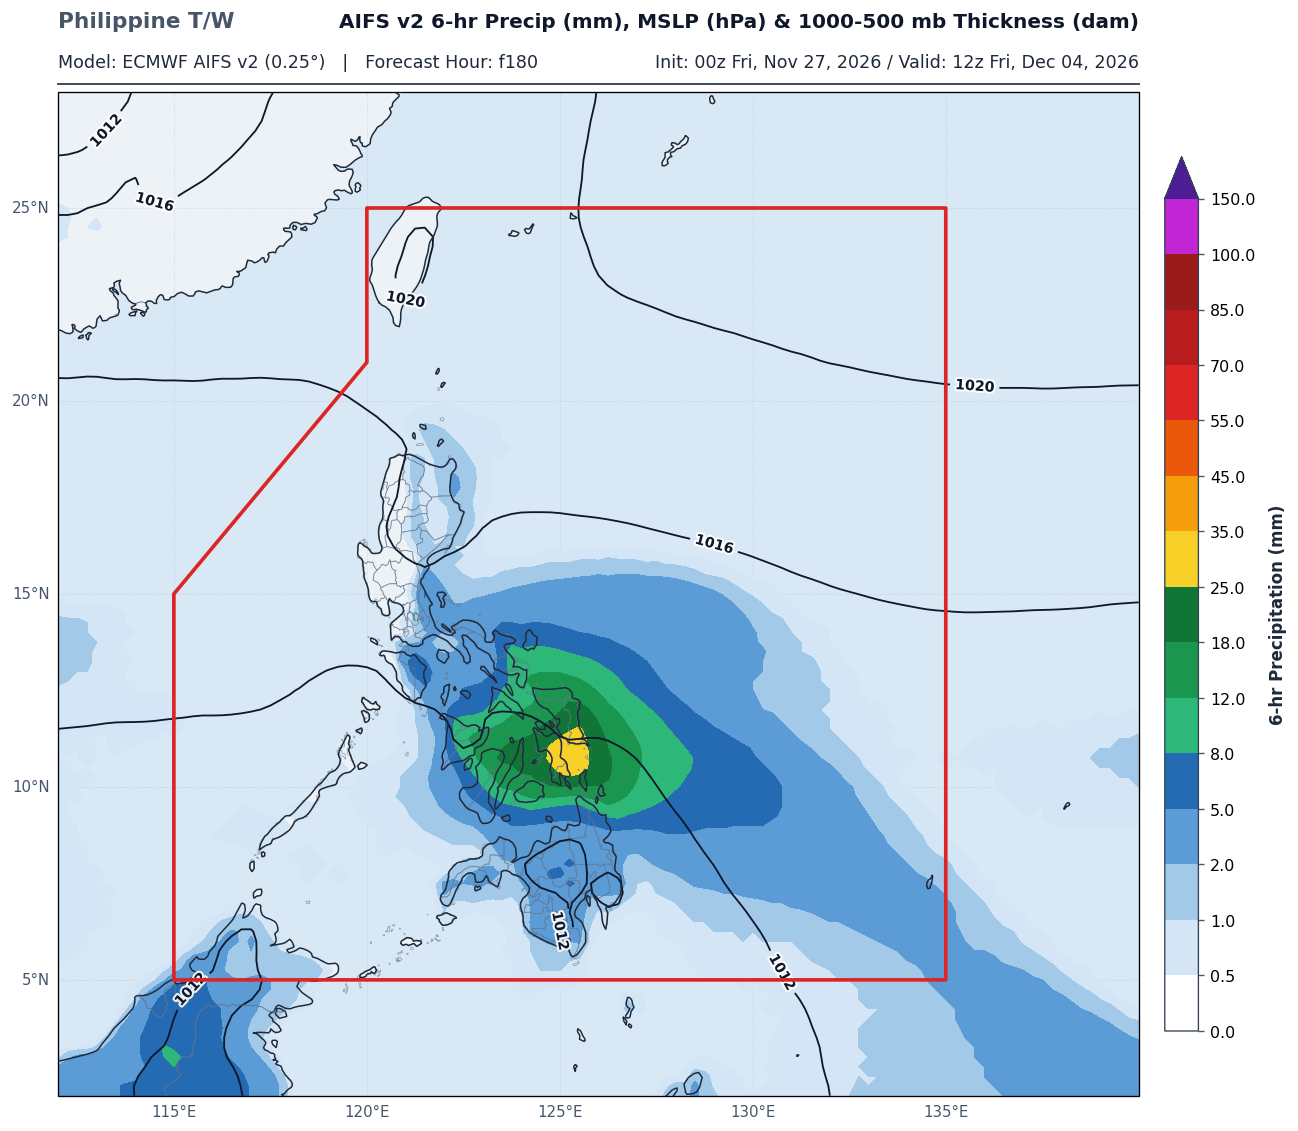 Philippine T/W
AIFS v2 6-hr Precip (mm), MSLP (hPa) & 1000-500 mb Thickness (dam)
Model: ECMWF AIFS v2 (0.25°) | Forecast Hour: f180
Init: 00z Fri, Nov 27, 2026 / Valid: 12z Fri, Dec 04, 2026
1012
1016
1020
1020
1016
1012
1012
1012
25°N
20°N
15°N
10°N
5°N
115°E
120°E
125°E
130°E
135°E
150.0
100.0
85.0
70.0
55.0
45.0
35.0
25.0
18.0
12.0
8.0
5.0
2.0
1.0
0.5
0.0
6-hr Precipitation (mm)